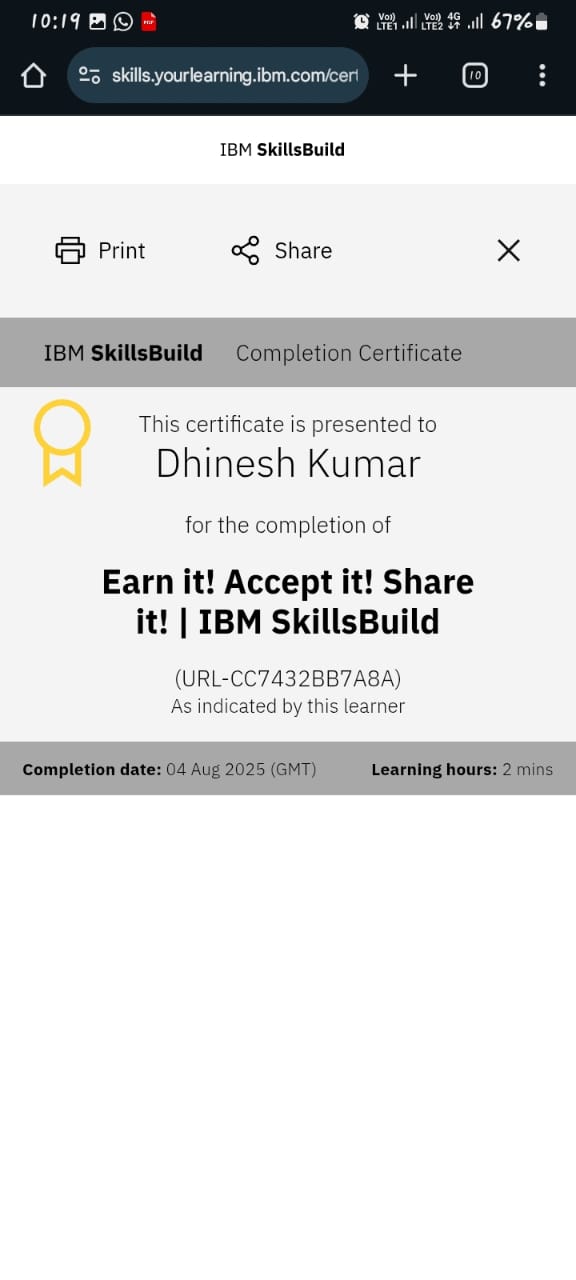 10:19 PDF Vo) LTE1 Vo) LTE2 4G 67%
skills.yourlearning.ibm.com/cert 10
IBM SkillsBuild
Print Share
IBM SkillsBuild Completion Certificate
This certificate is presented to
Dhinesh Kumar
for the completion of
Earn it! Accept it! Share
it! | IBM SkillsBuild
(URL-CC7432BB7A8A)
As indicated by this learner
Completion date: 04 Aug 2025 (GMT) Learning hours: 2 mins